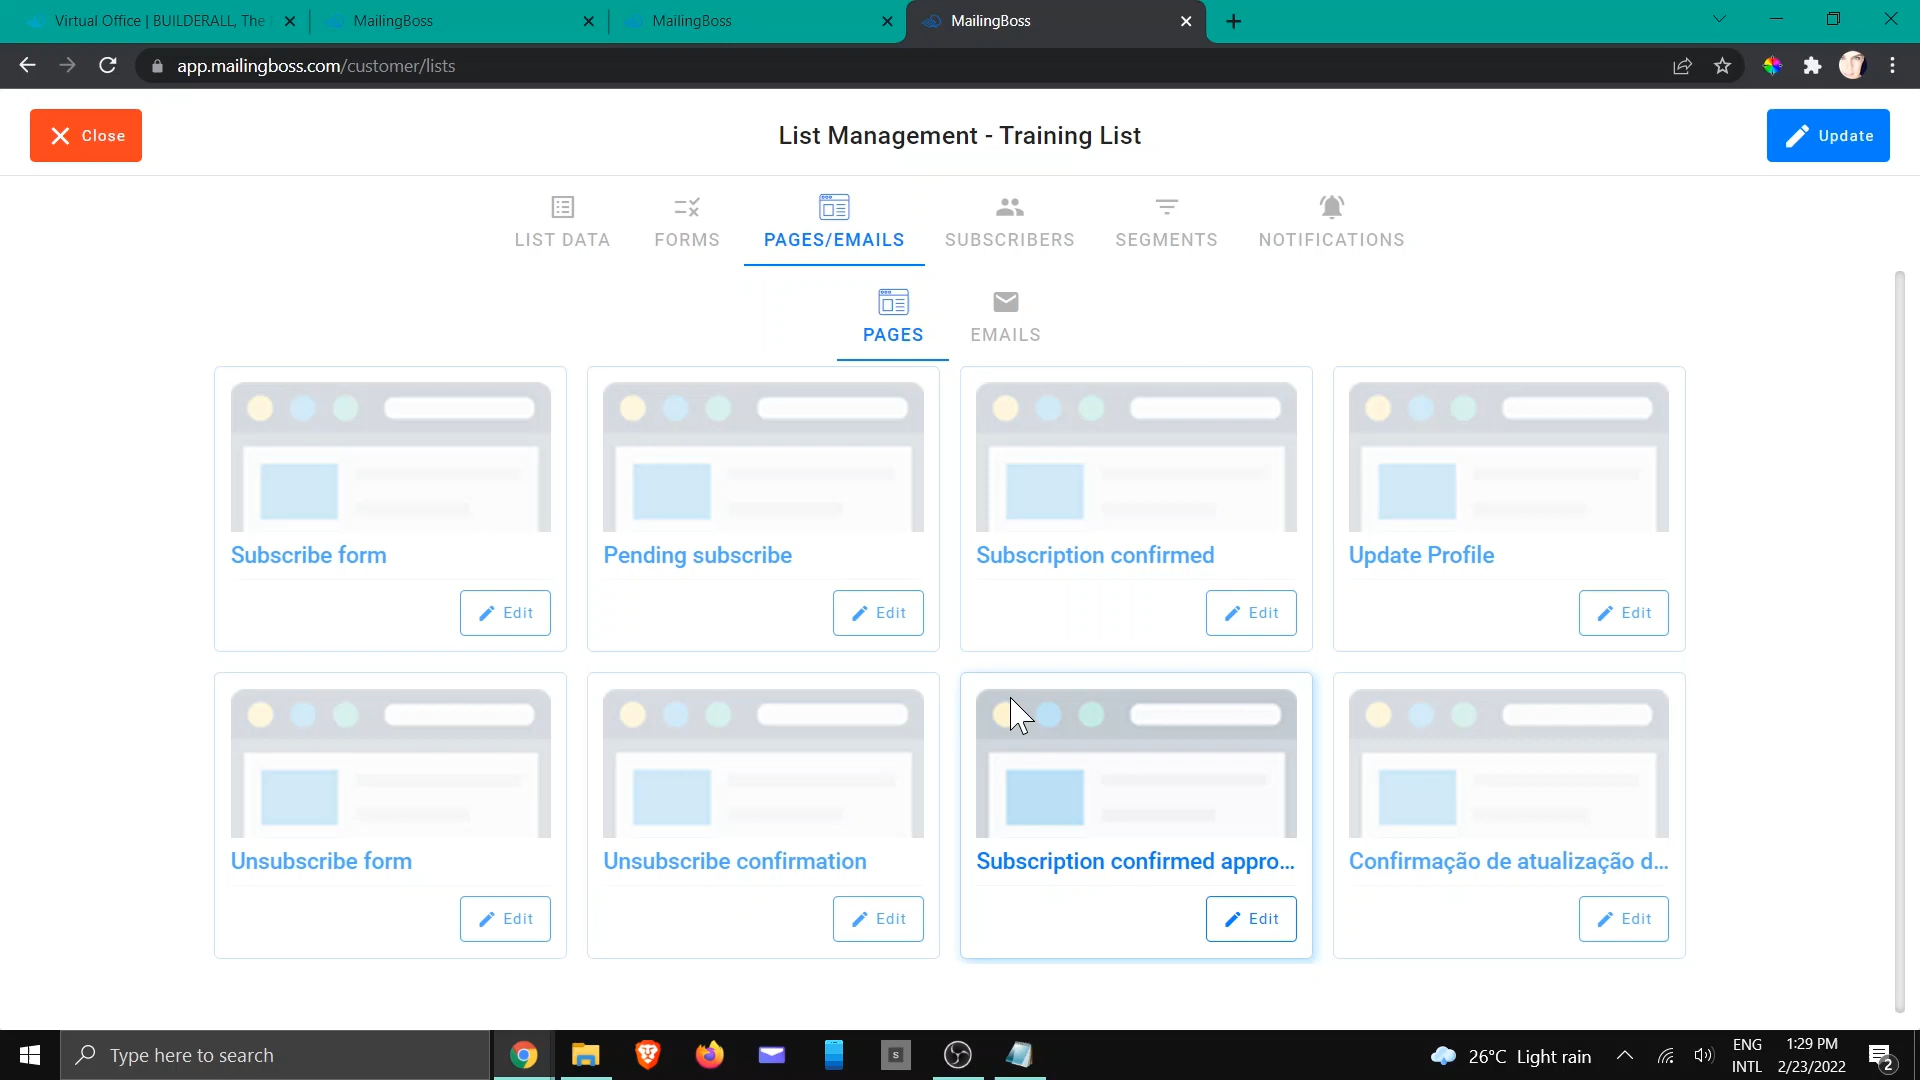 Virtual Office | BUILDERALL, The
MailingBoss
MailingBoss
MailingBoss
app.mailingboss.com/customer/lists
Close
List Management - Training List
Update
LIST DATA
FORMS
PAGES/EMAILS
SUBSCRIBERS
SEGMENTS
NOTIFICATIONS
PAGES
EMAILS
Subscribe form
Pending subscribe
Subscription confirmed
Update Profile
Edit
Edit
Edit
Edit
Unsubscribe form
Unsubscribe confirmation
Subscription confirmed appro...
Confirmação de atualização d...
Edit
Edit
Edit
Edit
Type here to search
S
26°C Light rain
ENG
INTL
1:29 PM
2/23/2022
2